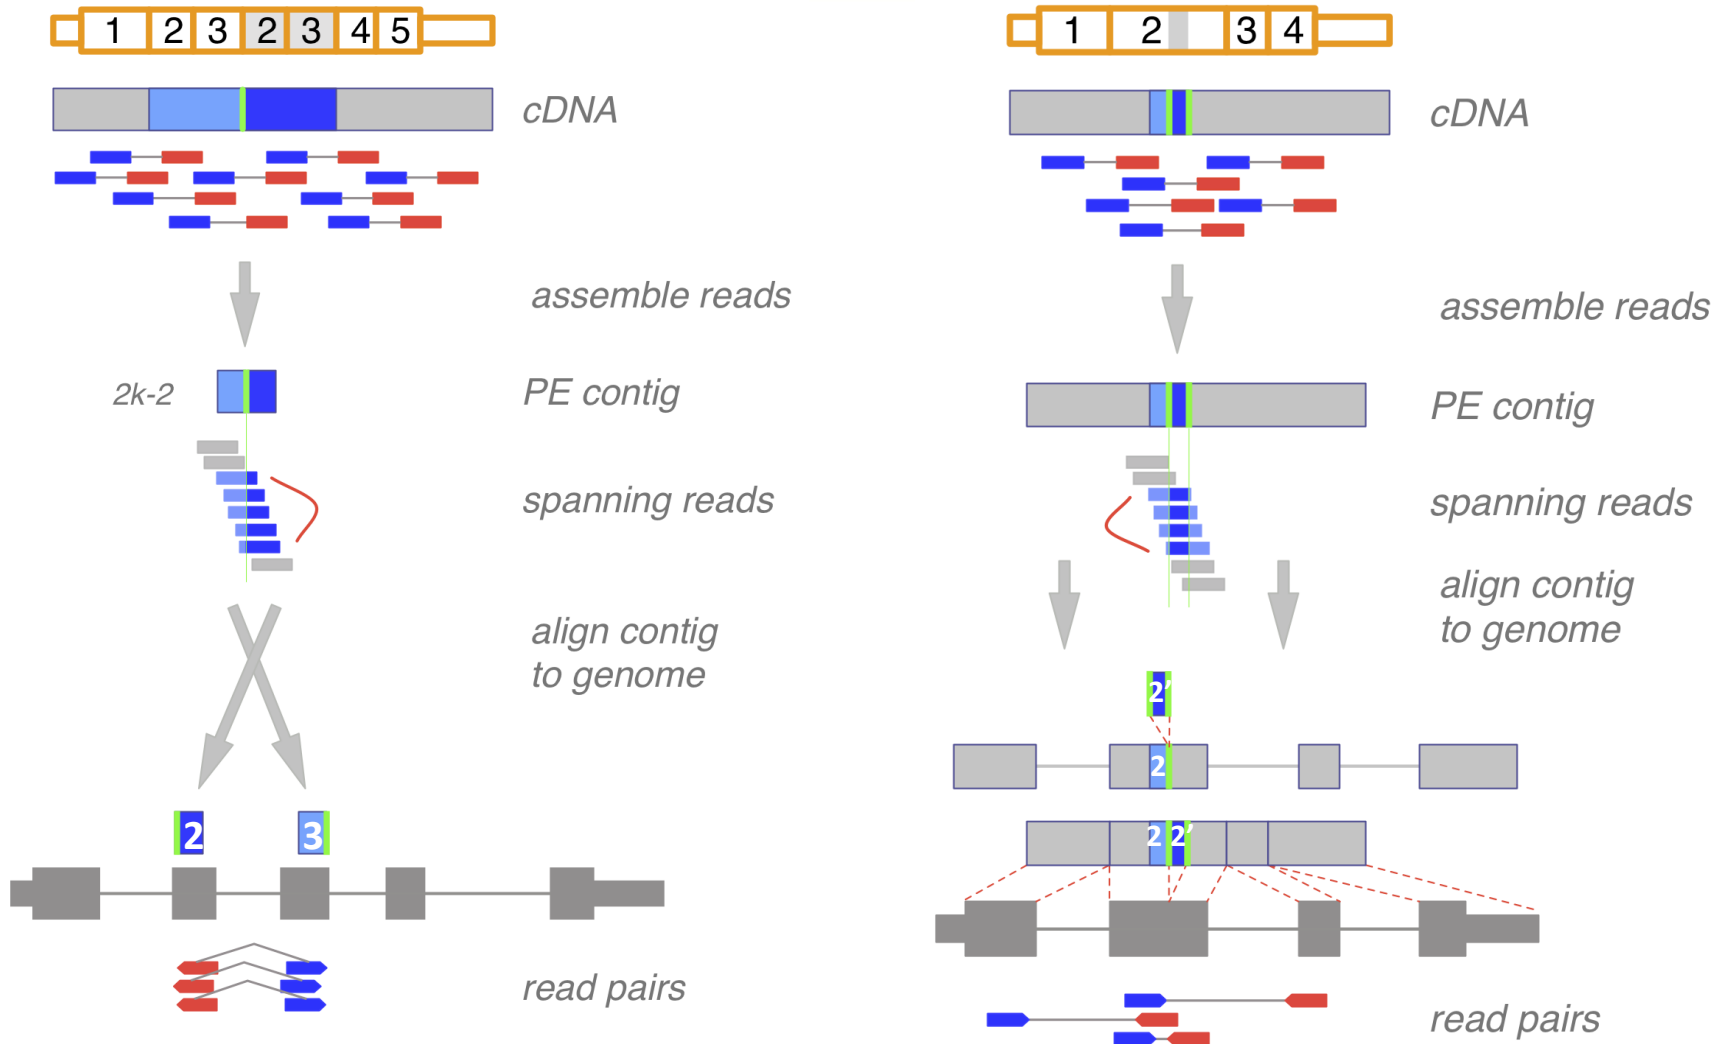 1 2 3 2 3 4 5
cDNA
assemble reads
2k-2
PE contig
spanning reads
align contig
to genome
2 3
read pairs
1 2 3 4
cDNA
assemble reads
PE contig
spanning reads
align contig
to genome
2’
2
2 2’
read pairs